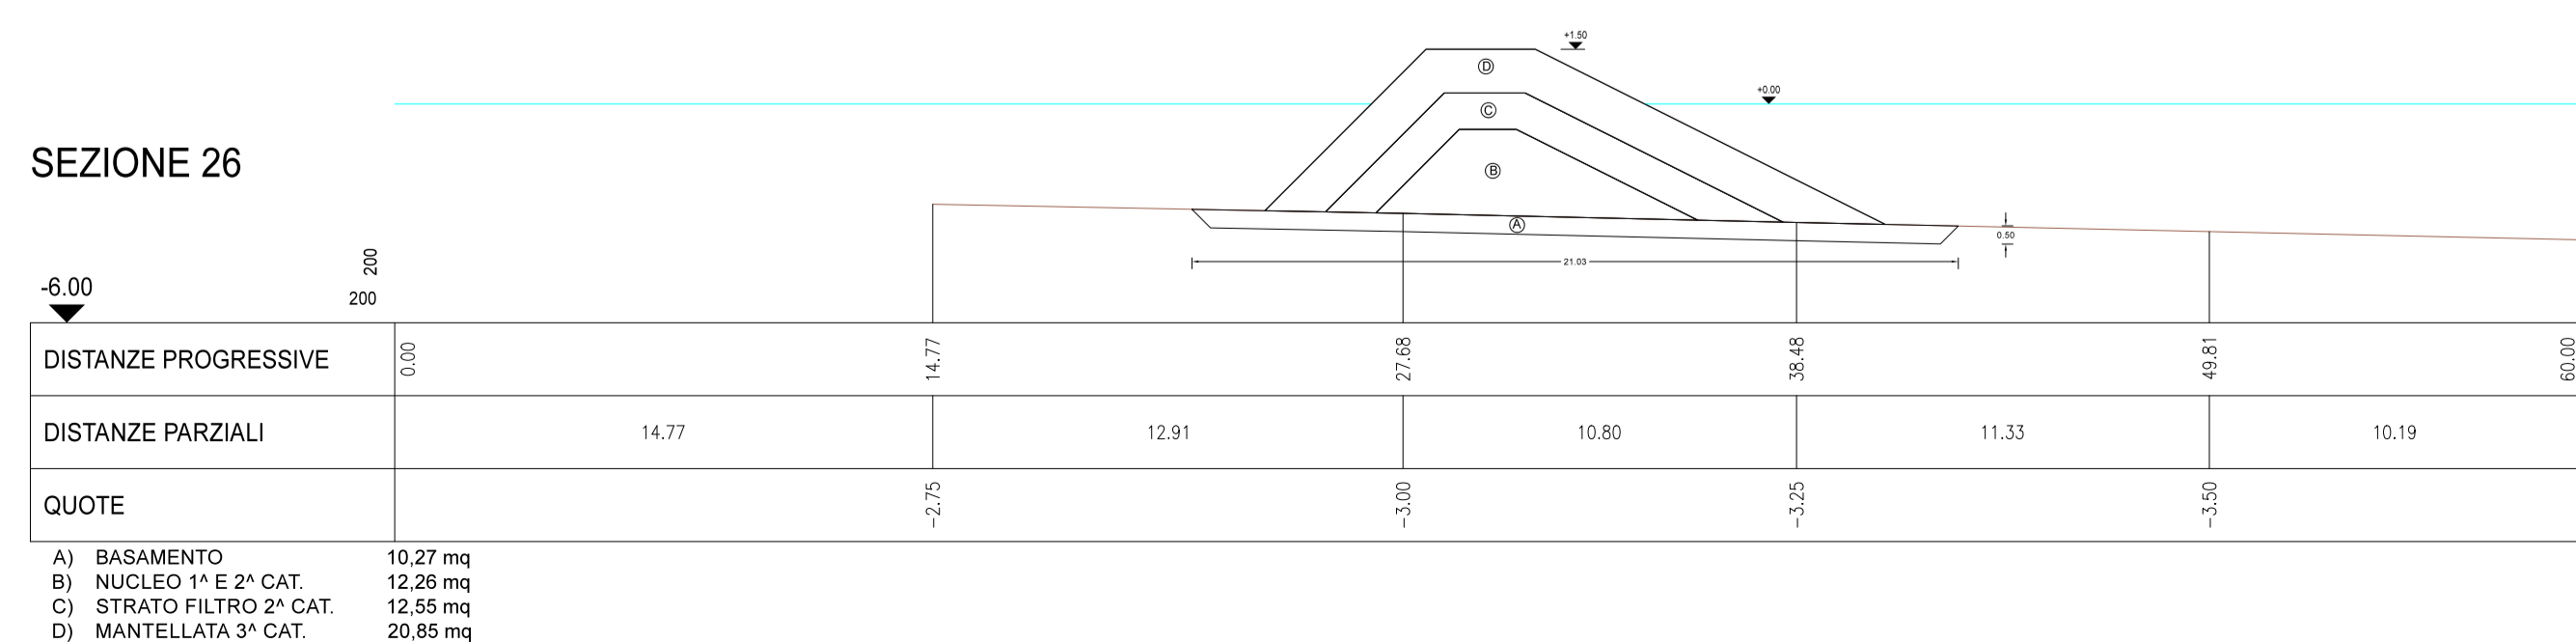 +1.50
D
+0.00
C
SEZIONE 26
B
A
0.50
200
21.03
-6.00
200
DISTANZE PROGRESSIVE 0.00 14.77 27.68 38.48 49.81 60.00
DISTANZE PARZIALI 14.77 12.91 10.80 11.33 10.19
QUOTE -2.75 -3.00 -3.25 -3.50
A) BASAMENTO 10,27 mq
B) NUCLEO 1^ E 2^ CAT. 12,26 mq
C) STRATO FILTRO 2^ CAT. 12,55 mq
D) MANTELLATA 3^ CAT. 20,85 mq